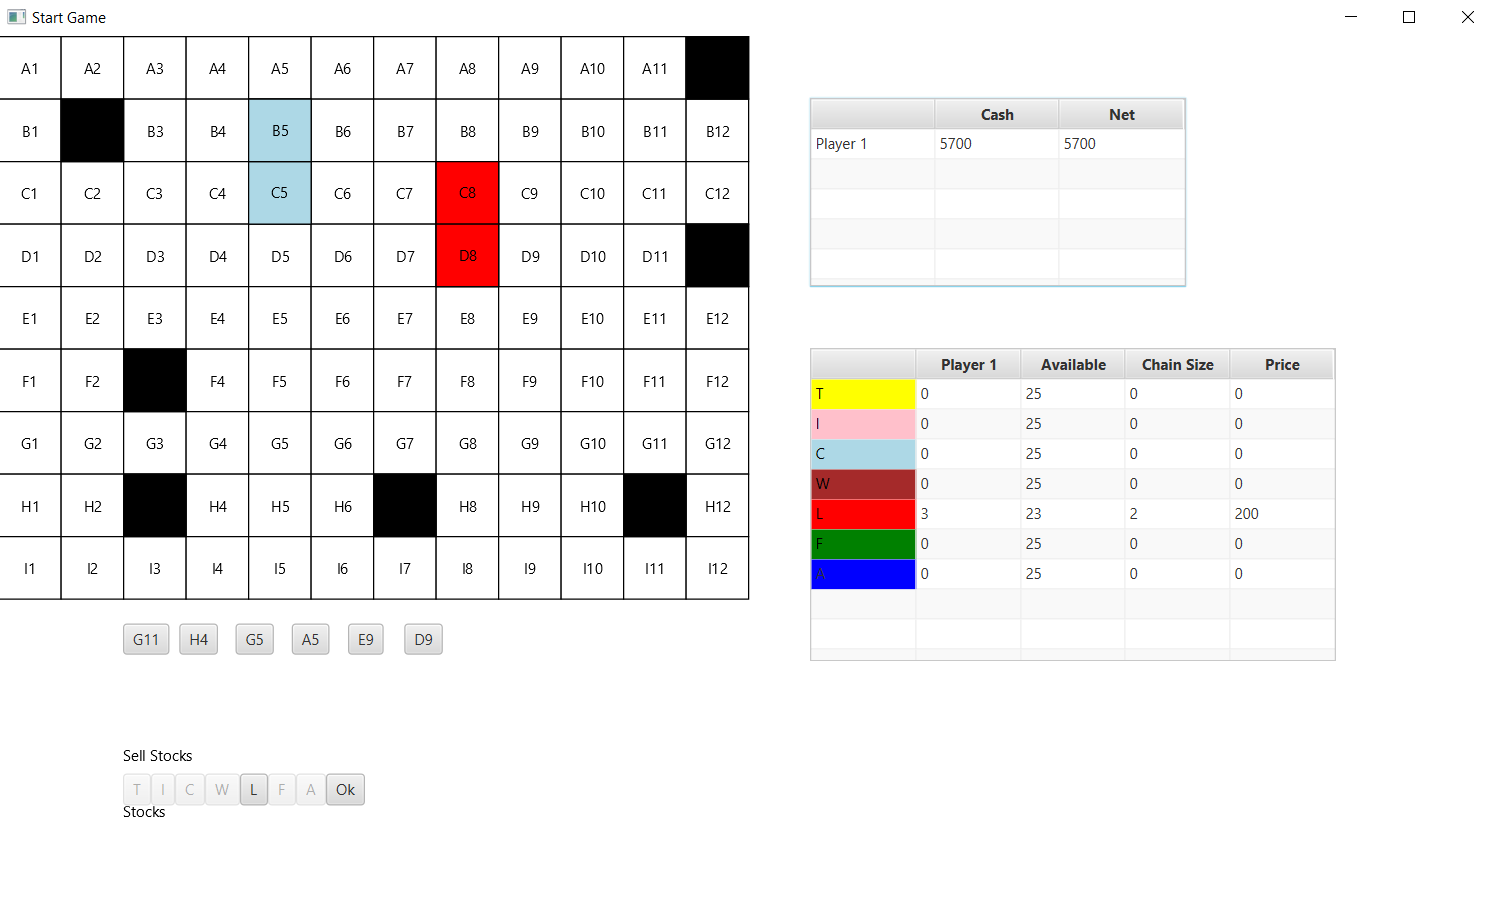 Start Game
A1 A2 A3 A4 A5 A6 A7 A8 A9 A10 A11
B1 B3 B4 B5 B6 B7 B8 B9 B10 B11 B12
C1 C2 C3 C4 C5 C6 C7 C8 C9 C10 C11 C12
D1 D2 D3 D4 D5 D6 D7 D8 D9 D10 D11
E1 E2 E3 E4 E5 E6 E7 E8 E9 E10 E11 E12
F1 F2 F4 F5 F6 F7 F8 F9 F10 F11 F12
G1 G2 G3 G4 G5 G6 G7 G8 G9 G10 G11 G12
H1 H2 H4 H5 H6 H8 H9 H10 H12
I1 I2 I3 I4 I5 I6 I7 I8 I9 I10 I11 I12
G11 H4 G5 A5 E9 D9
Sell Stocks
T I C W L F A Ok
Stocks
Cash Net
Player 1 5700 5700
Player 1 Available Chain Size Price
T 0 25 0 0
I 0 25 0 0
C 0 25 0 0
W 0 25 0 0
L 3 23 2 200
F 0 25 0 0
A 0 25 0 0